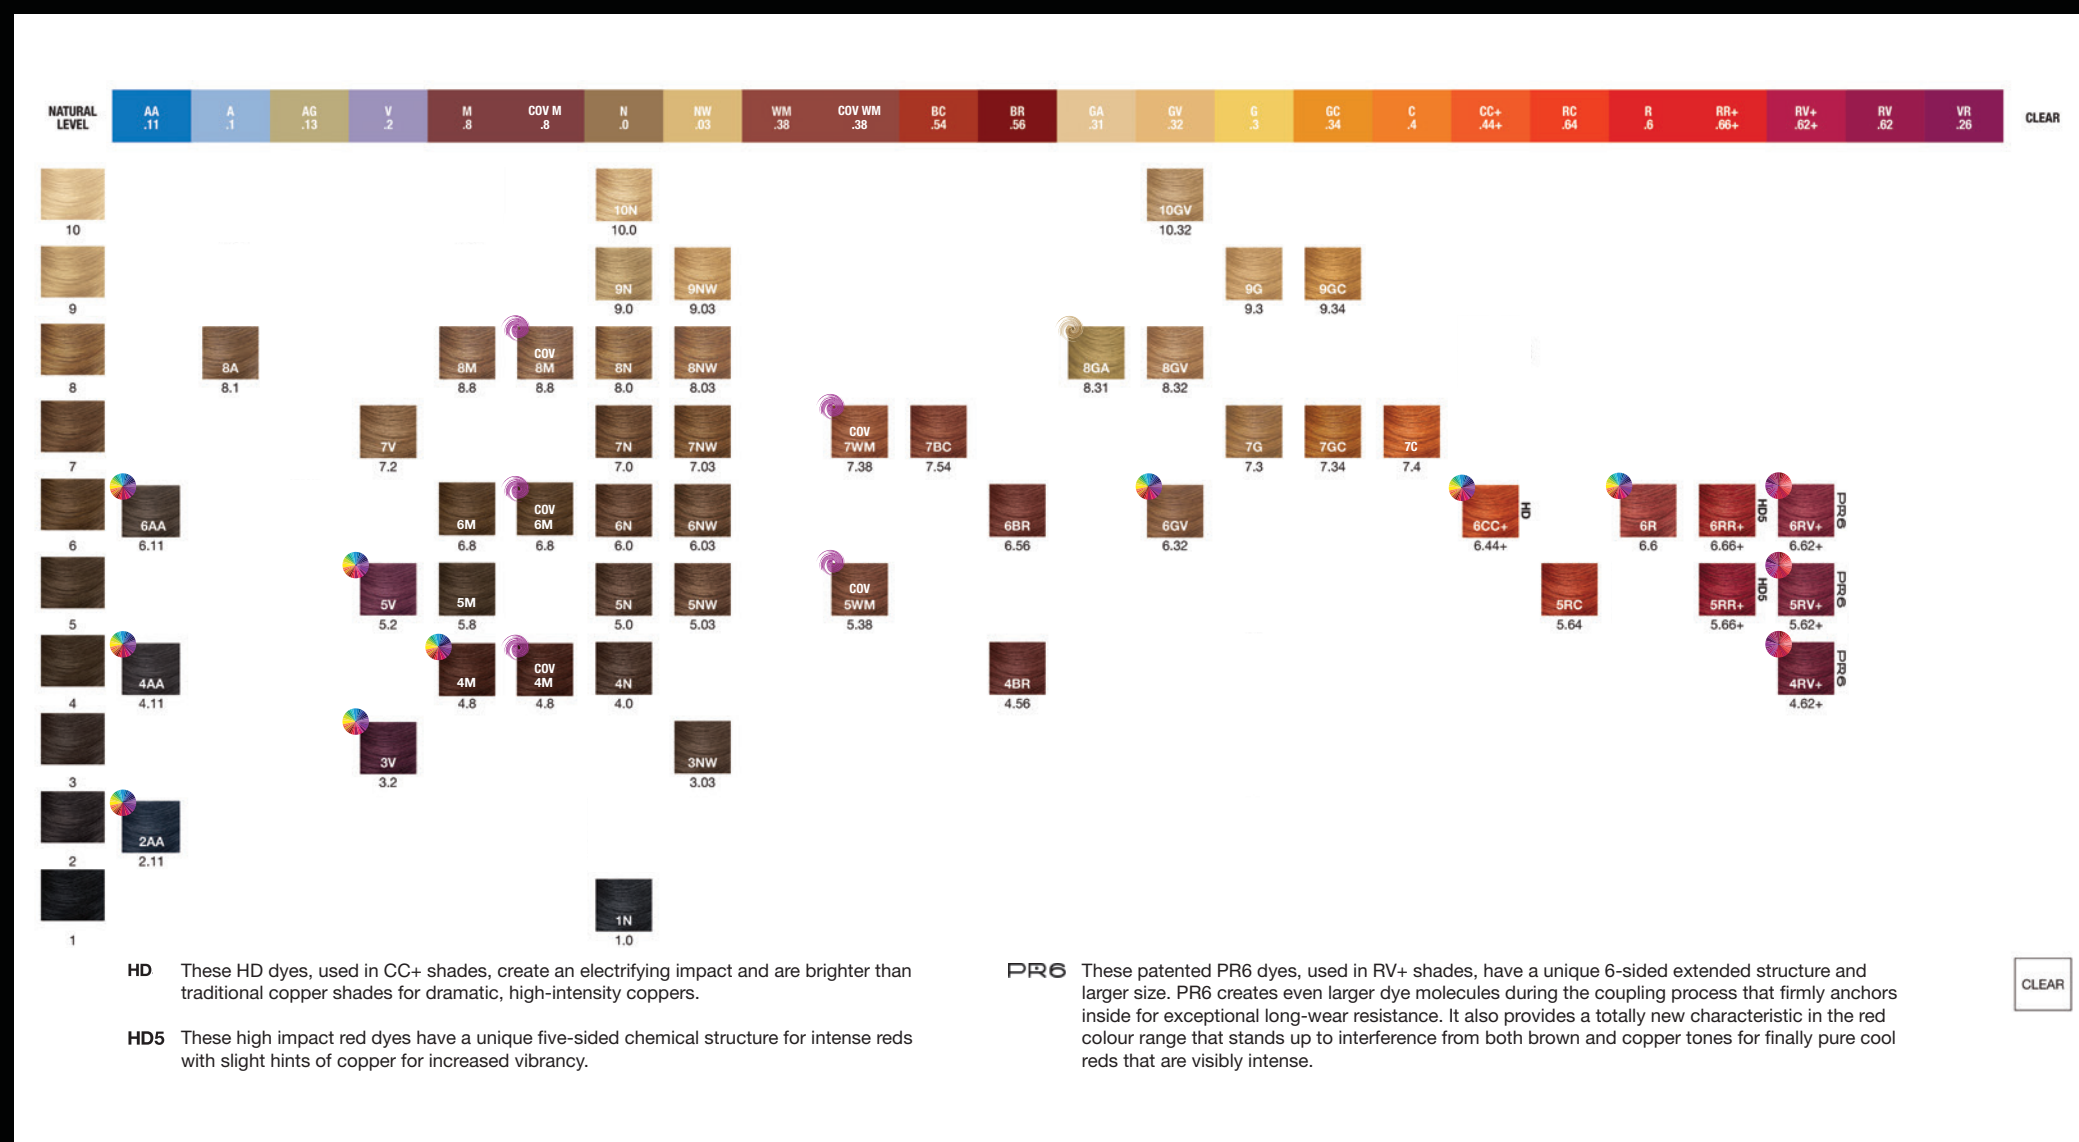 NATURAL
LEVEL
AA
.11
A
.1
AG
.13
V
.2
M
.8
COV M
.8
N
.0
NW
.03
WM
.38
COV WM
.38
BC
.54
BR
.56
GA
.31
GV
.32
G
.3
GC
.34
C
.4
CC+
.44+
RC
.64
R
.6
RR+
.66+
RV+
.62+
RV
.62
VR
.26
CLEAR
10N
10GV
10
10.0
10.32
9N
9NW
9G
9GC
9
9.0
9.03
9.3
9.34
8A
8M
COV
8M
8N
8NW
8GA
8GV
8
8.1
8.8
8.8
8.0
8.03
8.31
8.32
7V
7N
7NW
COV
7WM
7BC
7G
7GC
7C
7
7.2
7.0
7.03
7.38
7.54
7.3
7.34
7.4
6AA
6M
COV
6M
6N
6NW
6BR
6GV
6CC+
HD
6R
6RR+
HD5
6RV+
PR6
6
6.11
6.8
6.8
6.0
6.03
6.56
6.32
6.44+
6.6
6.66+
6.62+
5V
5M
5N
5NW
COV
5WM
5RC
5RR+
HD5
5RV+
PR6
5
5.2
5.8
5.0
5.03
5.38
5.64
5.66+
5.62+
4AA
4M
COV
4M
4N
4BR
4RV+
PR6
4
4.11
4.8
4.8
4.0
4.56
4.62+
3V
3NW
3
3.2
3.03
2AA
2
2.11
1N
1
1.0
HD These HD dyes, used in CC+ shades, create an electrifying impact and are brighter than
traditional copper shades for dramatic, high-intensity coppers.
HD5 These high impact red dyes have a unique five-sided chemical structure for intense reds
with slight hints of copper for increased vibrancy.
PR6 These patented PR6 dyes, used in RV+ shades, have a unique 6-sided extended structure and
larger size. PR6 creates even larger dye molecules during the coupling process that firmly anchors
inside for exceptional long-wear resistance. It also provides a totally new characteristic in the red
colour range that stands up to interference from both brown and copper tones for finally pure cool
reds that are visibly intense.
CLEAR